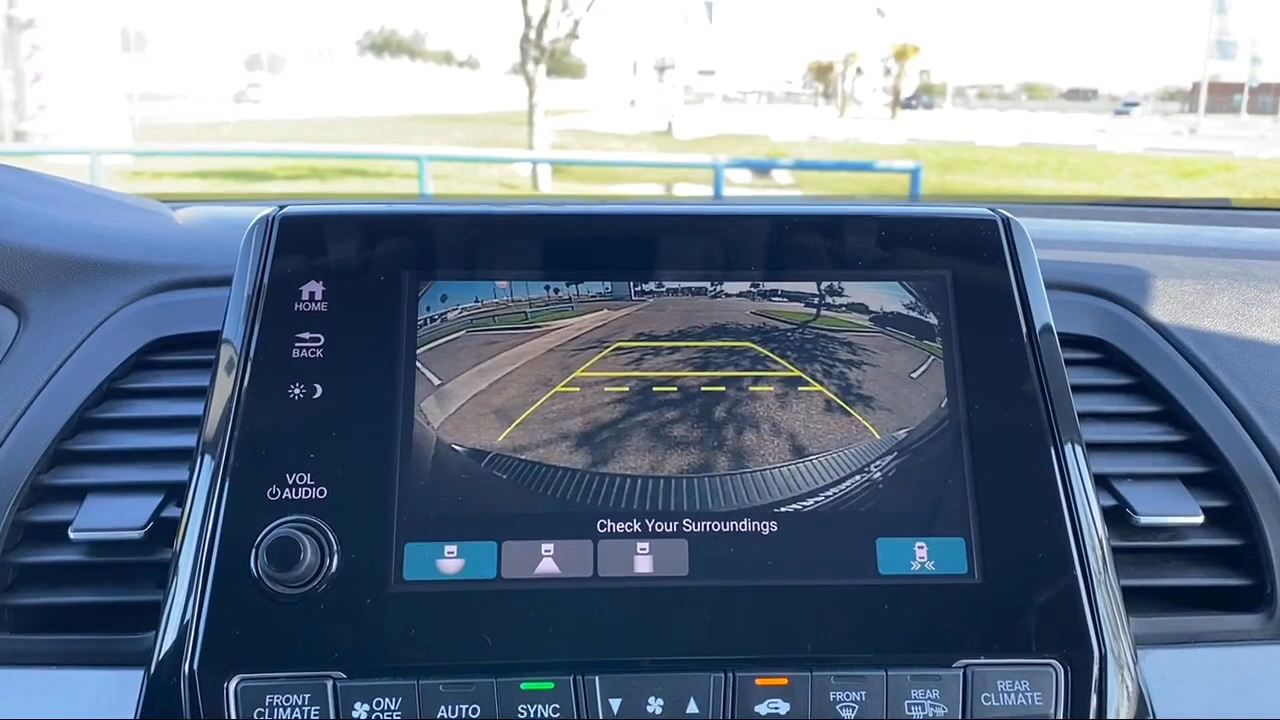 HOME
BACK
VOL
AUDIO
Check Your Surroundings
FRONT
CLIMATE
ON/
OFF
AUTO
SYNC
FRONT
REAR
REAR
CLIMATE